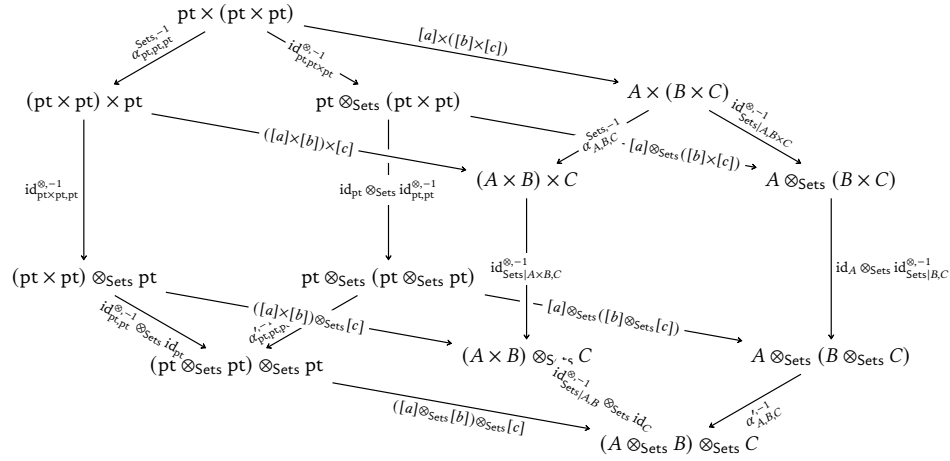 pt × (pt × pt)
α^{Sets,−1}_{pt,pt,pt}
id^{⊗,−1}_{pt,pt×pt}
[a]×([b]×[c])
(pt × pt) × pt
pt ⊗_{Sets} (pt × pt)
A × (B × C)
([a]×[b])×[c]
α^{Sets,−1}_{A,B,C}
id^{⊗,−1}_{Sets|A,B×C}
[a]⊗_{Sets}([b]×[c])
id^{⊗,−1}_{pt×pt,pt}
id_{pt} ⊗_{Sets} id^{⊗,−1}_{pt,pt}
(A × B) × C
A ⊗_{Sets} (B × C)
(pt × pt) ⊗_{Sets} pt
pt ⊗_{Sets} (pt ⊗_{Sets} pt)
id^{⊗,−1}_{Sets|A×B,C}
id_A ⊗_{Sets} id^{⊗,−1}_{Sets|B,C}
id^{⊗,−1}_{pt,pt} ⊗_{Sets} id_{pt}
([a]×[b])⊗_{Sets}[c]
[a]⊗_{Sets}([b]⊗_{Sets}[c])
(pt ⊗_{Sets} pt) ⊗_{Sets} pt
(A × B) ⊗_{Sets} C
A ⊗_{Sets} (B ⊗_{Sets} C)
id^{⊗,−1}_{Sets|A,B} ⊗_{Sets} id_C
([a]⊗_{Sets}[b])⊗_{Sets}[c]
α^{′,−1}_{A,B,C}
(A ⊗_{Sets} B) ⊗_{Sets} C